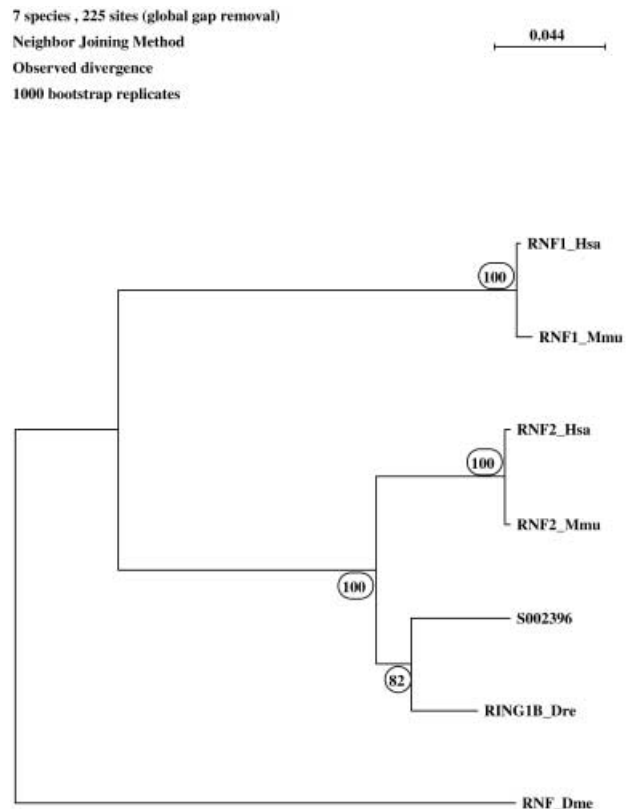 7 species , 225 sites (global gap removal)
Neighbor Joining Method
0.044
Observed divergence
1000 bootstrap replicates
RNF1_Hsa
100
RNF1_Mmu
RNF2_Hsa
100
RNF2_Mmu
100
S002396
82
RING1B_Dre
RNF_Dme